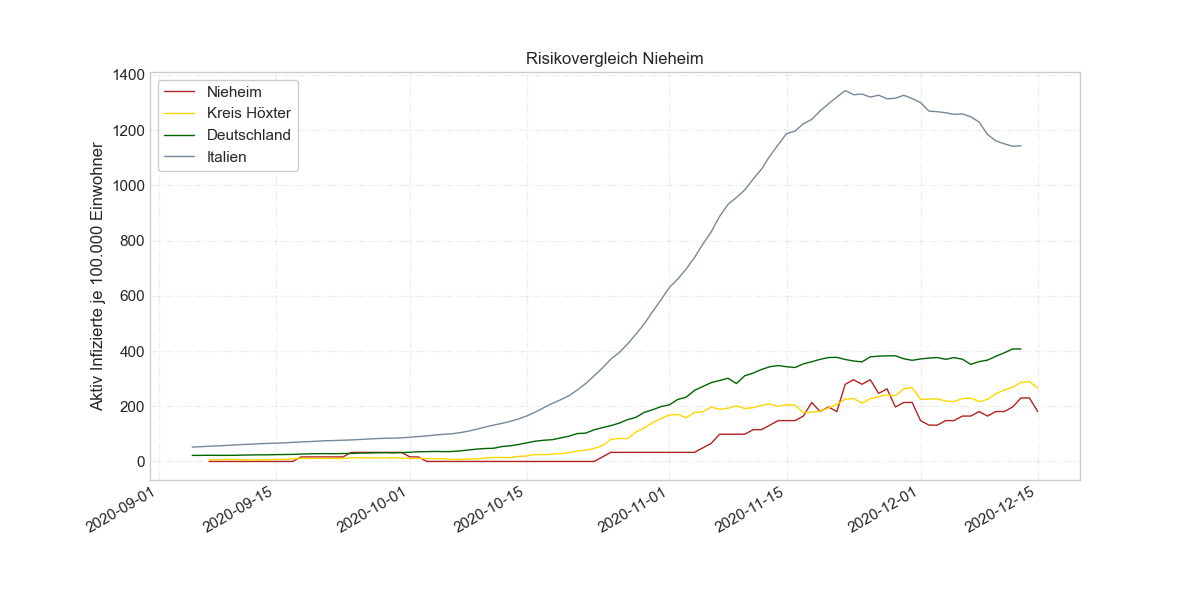 Risikovergleich Nieheim
Aktiv Infizierte je 100.000 Einwohner
1400
1200
1000
800
600
400
200
0
Nieheim
Kreis Höxter
Deutschland
Italien
2020-09-01
2020-09-15
2020-10-01
2020-10-15
2020-11-01
2020-11-15
2020-12-01
2020-12-15